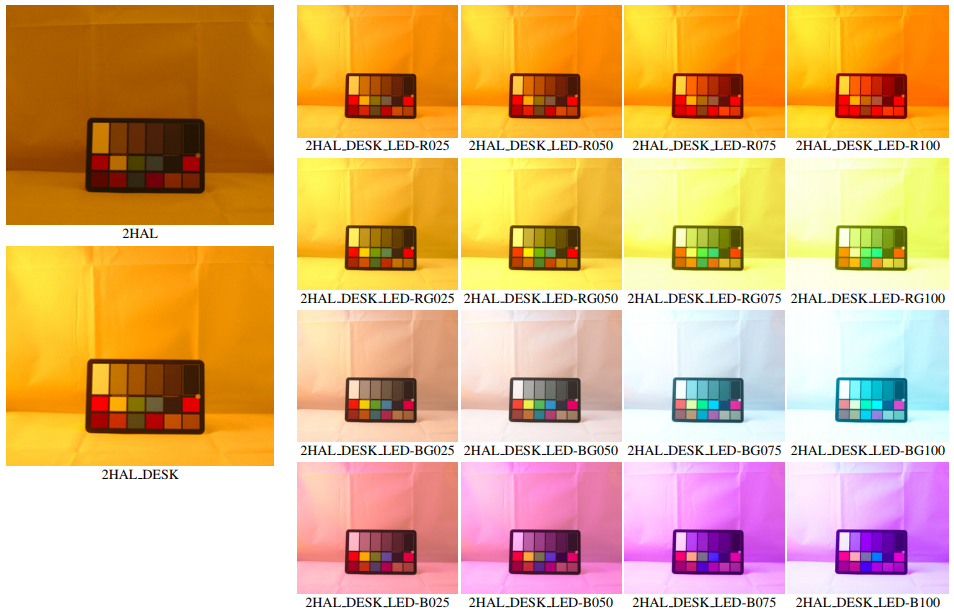 2HAL
2HAL_DESK
2HAL_DESK_LED-R025
2HAL_DESK_LED-R050
2HAL_DESK_LED-R075
2HAL_DESK_LED-R100
2HAL_DESK_LED-RG025
2HAL_DESK_LED-RG050
2HAL_DESK_LED-RG075
2HAL_DESK_LED-RG100
2HAL_DESK_LED-BG025
2HAL_DESK_LED-BG050
2HAL_DESK_LED-BG075
2HAL_DESK_LED-BG100
2HAL_DESK_LED-B025
2HAL_DESK_LED-B050
2HAL_DESK_LED-B075
2HAL_DESK_LED-B100